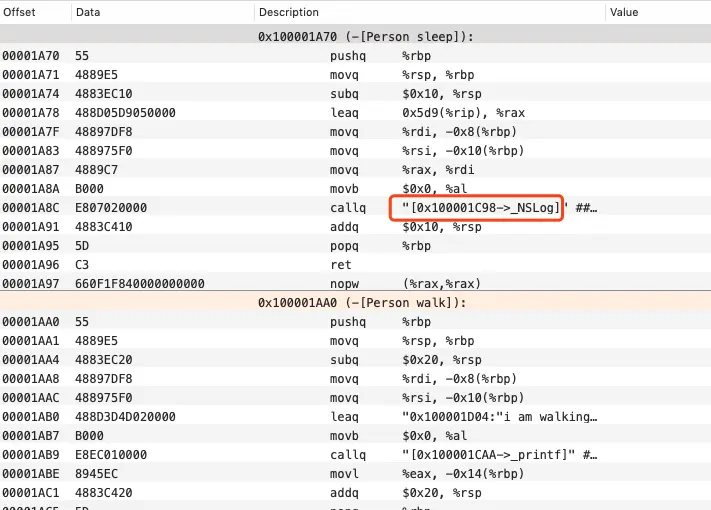 Offset Data Description Value
0x100001A70 (-[Person sleep]):
00001A70 55 pushq %rbp
00001A71 4889E5 movq %rsp, %rbp
00001A74 4883EC10 subq $0x10, %rsp
00001A78 488D05D9050000 leaq 0x5d9(%rip), %rax
00001A7F 48897DF8 movq %rdi, -0x8(%rbp)
00001A83 488975F0 movq %rsi, -0x10(%rbp)
00001A87 4889C7 movq %rax, %rdi
00001A8A B000 movb $0x0, %al
00001A8C E807020000 callq "[0x100001C98->_NSLog]" ##…
00001A91 4883C410 addq $0x10, %rsp
00001A95 5D popq %rbp
00001A96 C3 ret
00001A97 660F1F840000000000 nopw (%rax,%rax)
0x100001AA0 (-[Person walk]):
00001AA0 55 pushq %rbp
00001AA1 4889E5 movq %rsp, %rbp
00001AA4 4883EC20 subq $0x20, %rsp
00001AA8 48897DF8 movq %rdi, -0x8(%rbp)
00001AAC 488975F0 movq %rsi, -0x10(%rbp)
00001AB0 488D3D4D020000 leaq "0x100001D04:"i am walking…
00001AB7 B000 movb $0x0, %al
00001AB9 E8EC010000 callq "[0x100001CAA->_printf]" #…
00001ABE 8945EC movl %eax, -0x14(%rbp)
00001AC1 4883C420 addq $0x20, %rsp